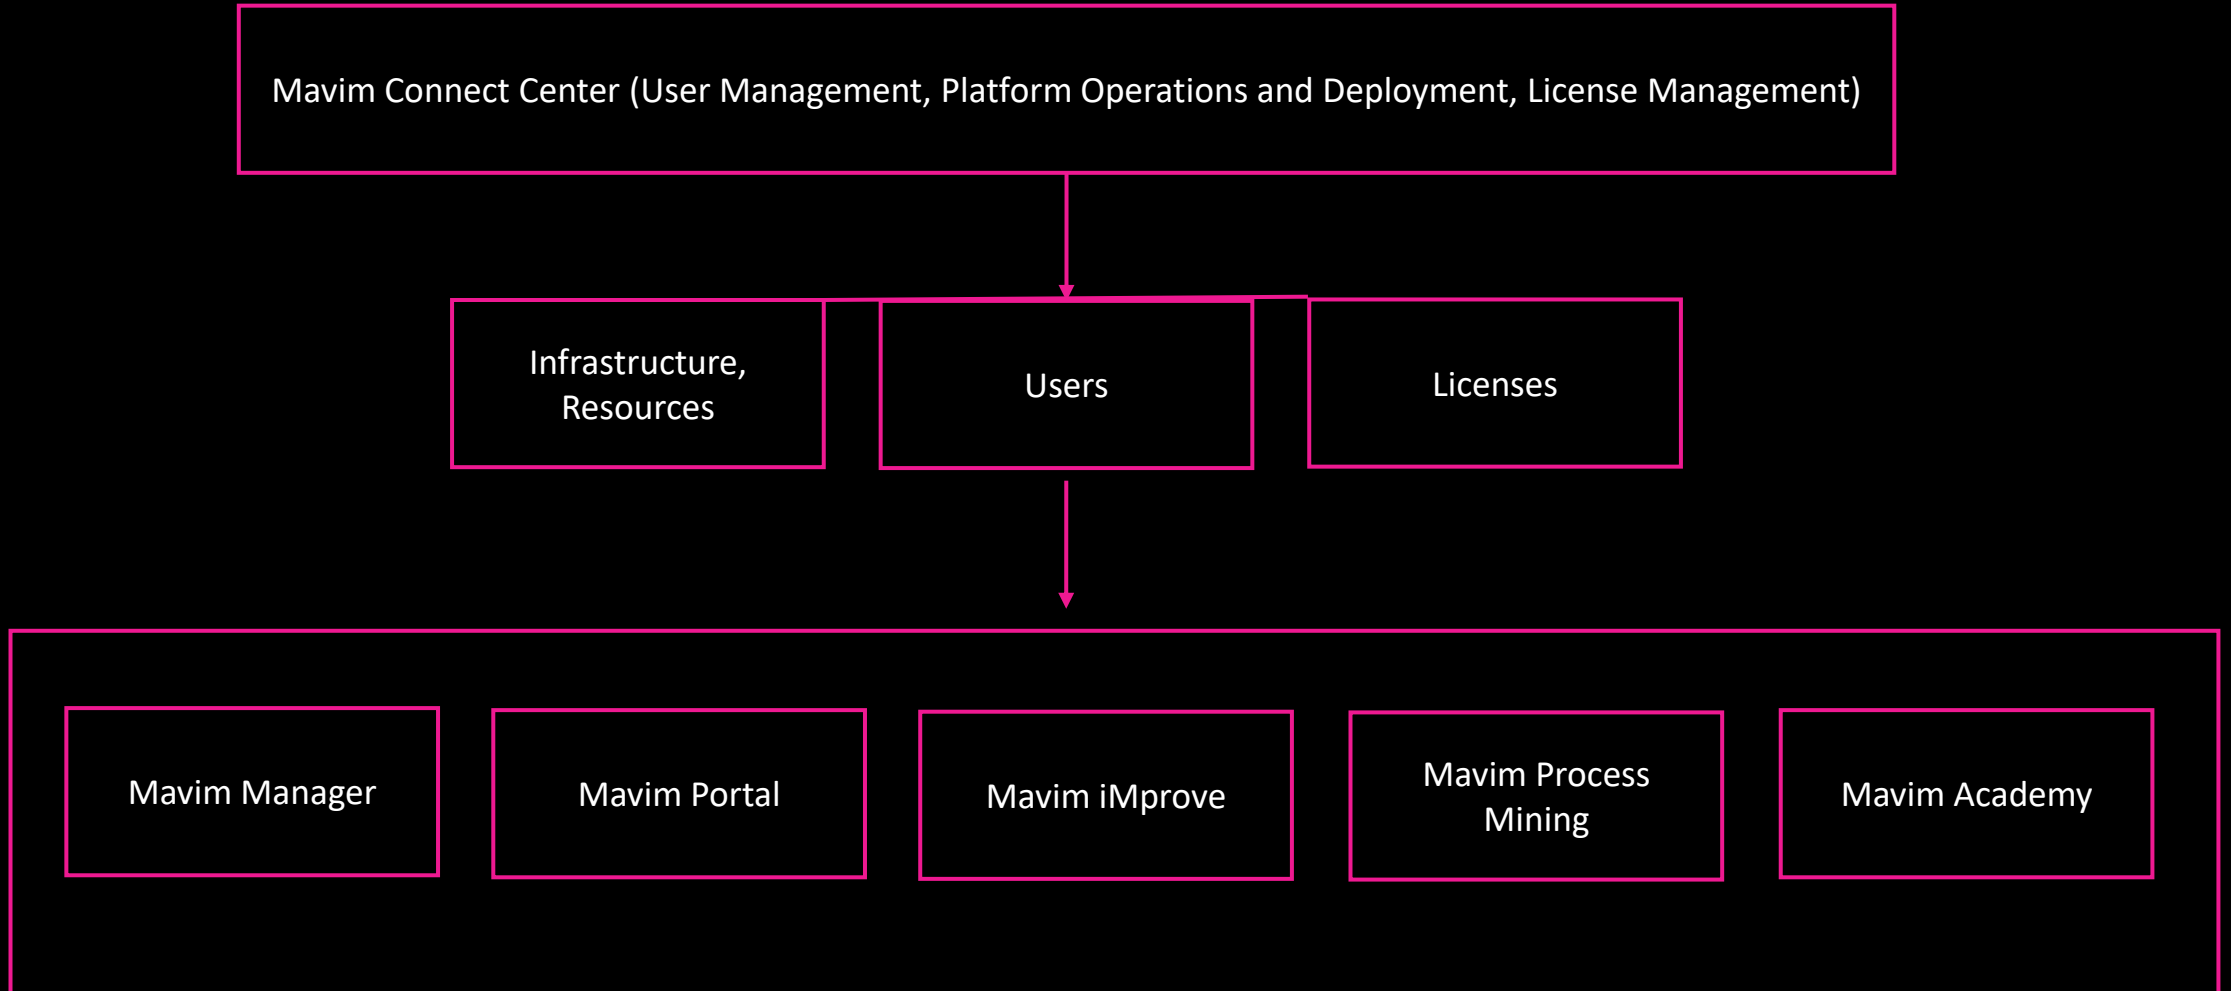 Mavim Connect Center (User Management, Platform Operations and Deployment, License Management)
Infrastructure,
Resources
Users
Licenses
Mavim Manager
Mavim Portal
Mavim iMprove
Mavim Process
Mining
Mavim Academy